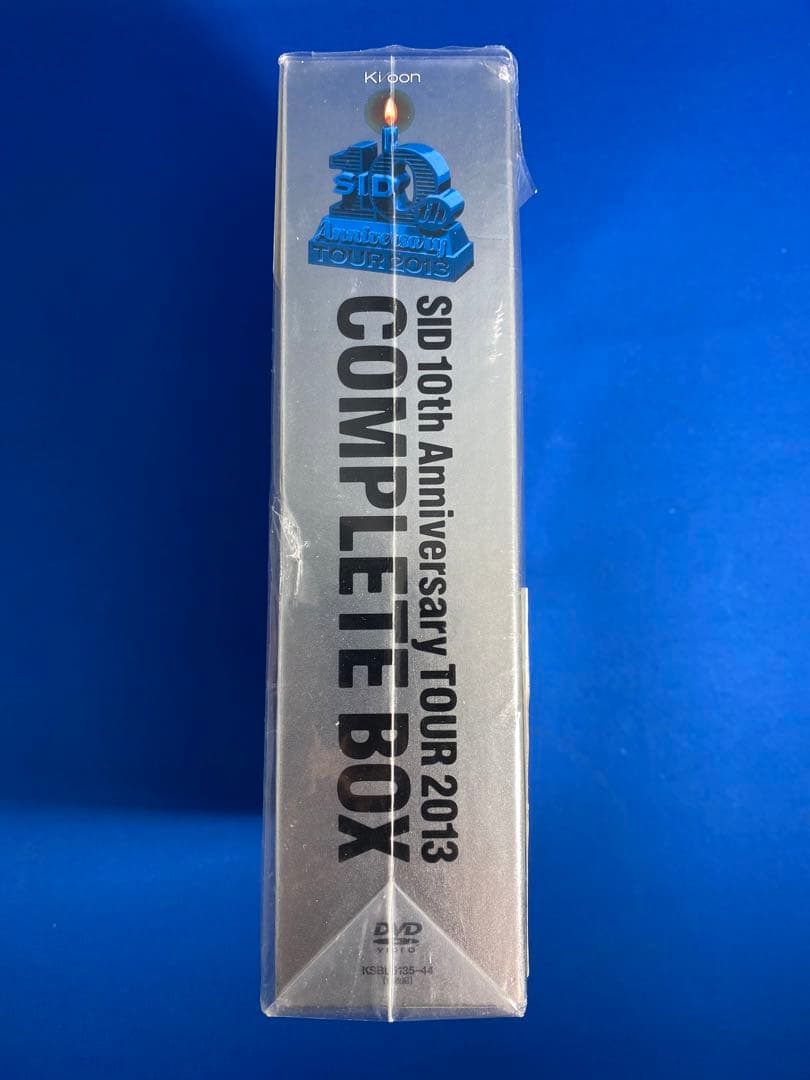 Ki/oon
SID
10th
Anniversary
TOUR 2013
SID 10th Anniversary TOUR 2013
COMPLETE BOX
DVD
VIDEO